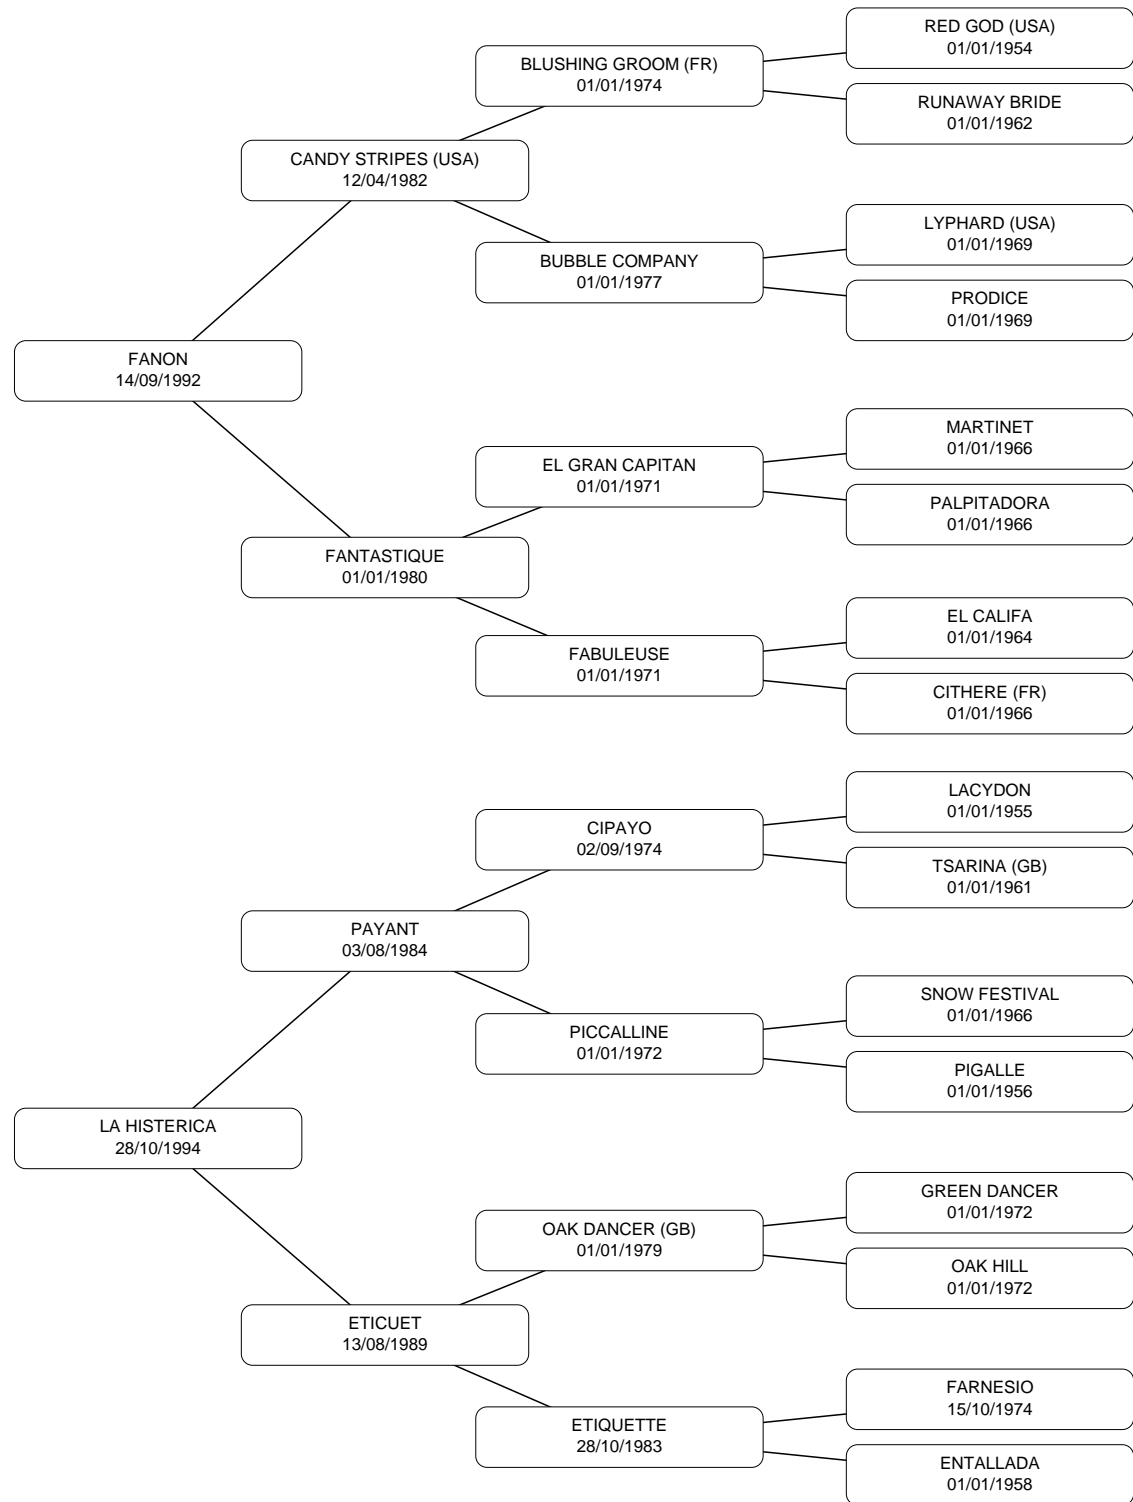 RED GOD (USA)
01/01/1954
BLUSHING GROOM (FR)
01/01/1974
RUNAWAY BRIDE
01/01/1962
CANDY STRIPES (USA)
12/04/1982
LYPHARD (USA)
01/01/1969
BUBBLE COMPANY
01/01/1977
PRODICE
01/01/1969
FANON
14/09/1992
MARTINET
01/01/1966
EL GRAN CAPITAN
01/01/1971
PALPITADORA
01/01/1966
FANTASTIQUE
01/01/1980
EL CALIFA
01/01/1964
FABULEUSE
01/01/1971
CITHERE (FR)
01/01/1966
LACYDON
01/01/1955
CIPAYO
02/09/1974
TSARINA (GB)
01/01/1961
PAYANT
03/08/1984
SNOW FESTIVAL
01/01/1966
PICCALLINE
01/01/1972
PIGALLE
01/01/1956
LA HISTERICA
28/10/1994
GREEN DANCER
01/01/1972
OAK DANCER (GB)
01/01/1979
OAK HILL
01/01/1972
ETICUET
13/08/1989
FARNESIO
15/10/1974
ETIQUETTE
28/10/1983
ENTALLADA
01/01/1958